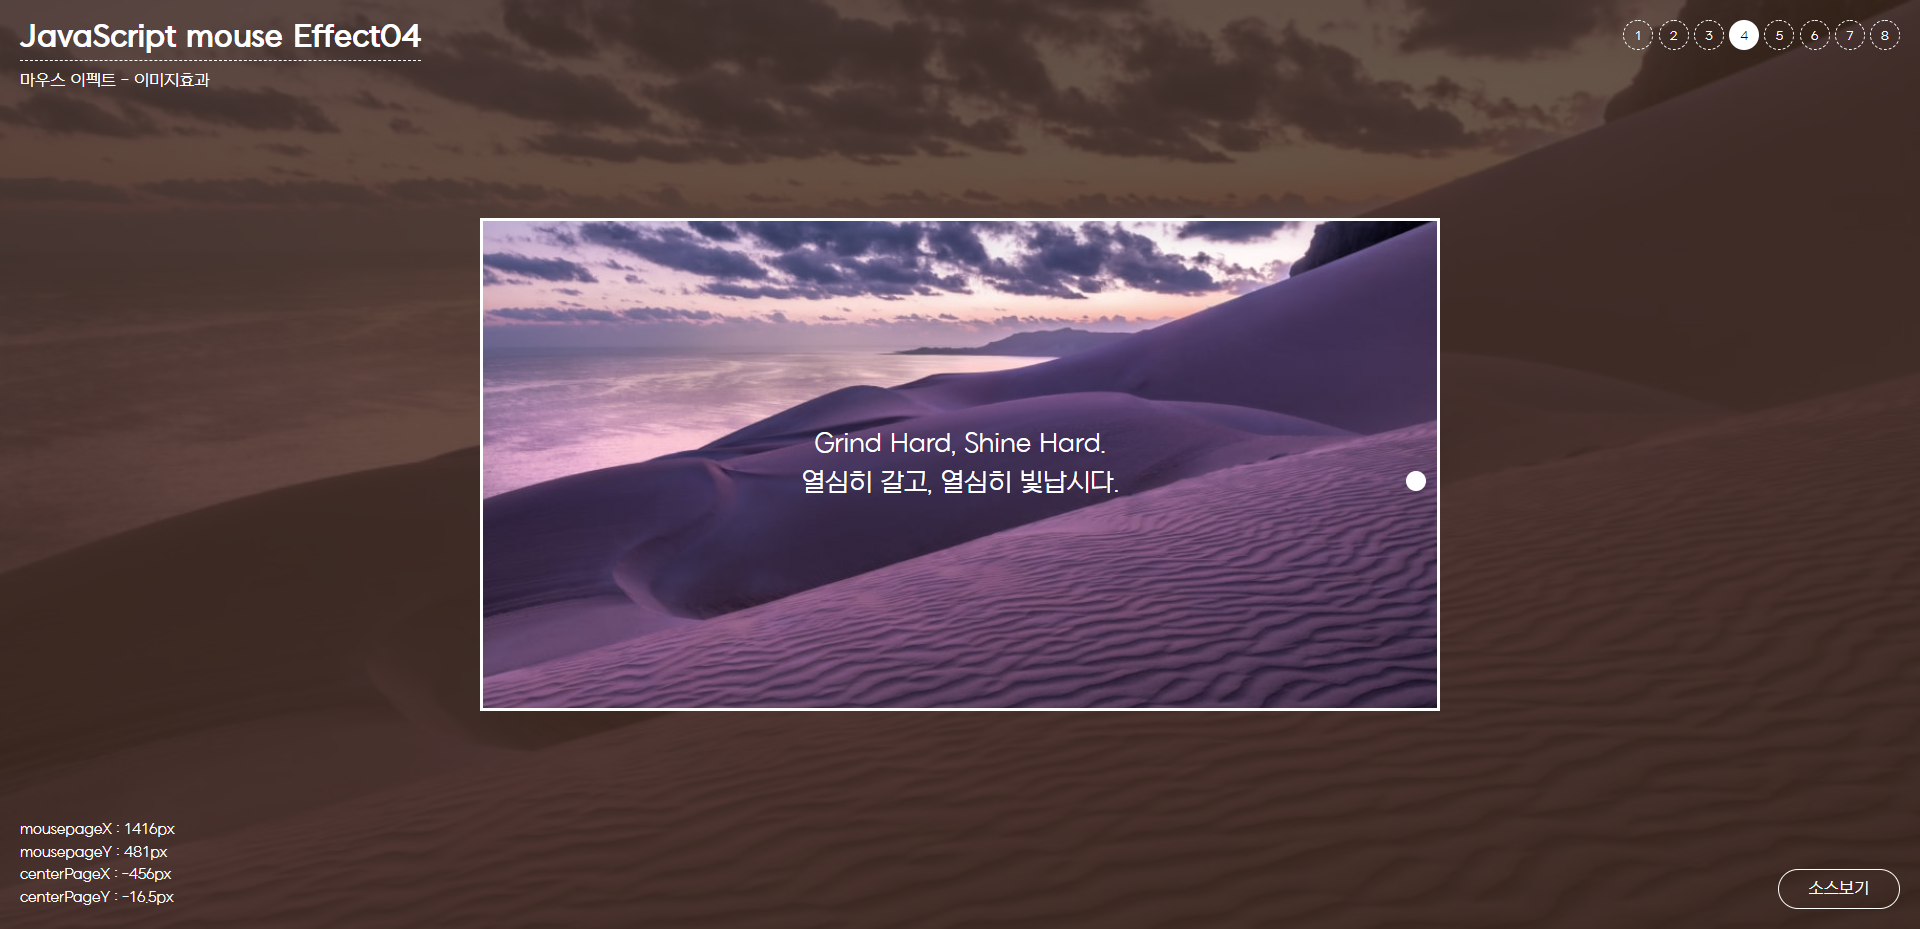 JavaScript mouse Effect04
마우스 이펙트 - 이미지효과
1 2 3 4 5 6 7 8
Grind Hard, Shine Hard.
열심히 갈고, 열심히 빛납시다.
mousepageX : 1416px
mousepageY : 481px
centerPageX : -456px
centerPageY : -16.5px
소스보기